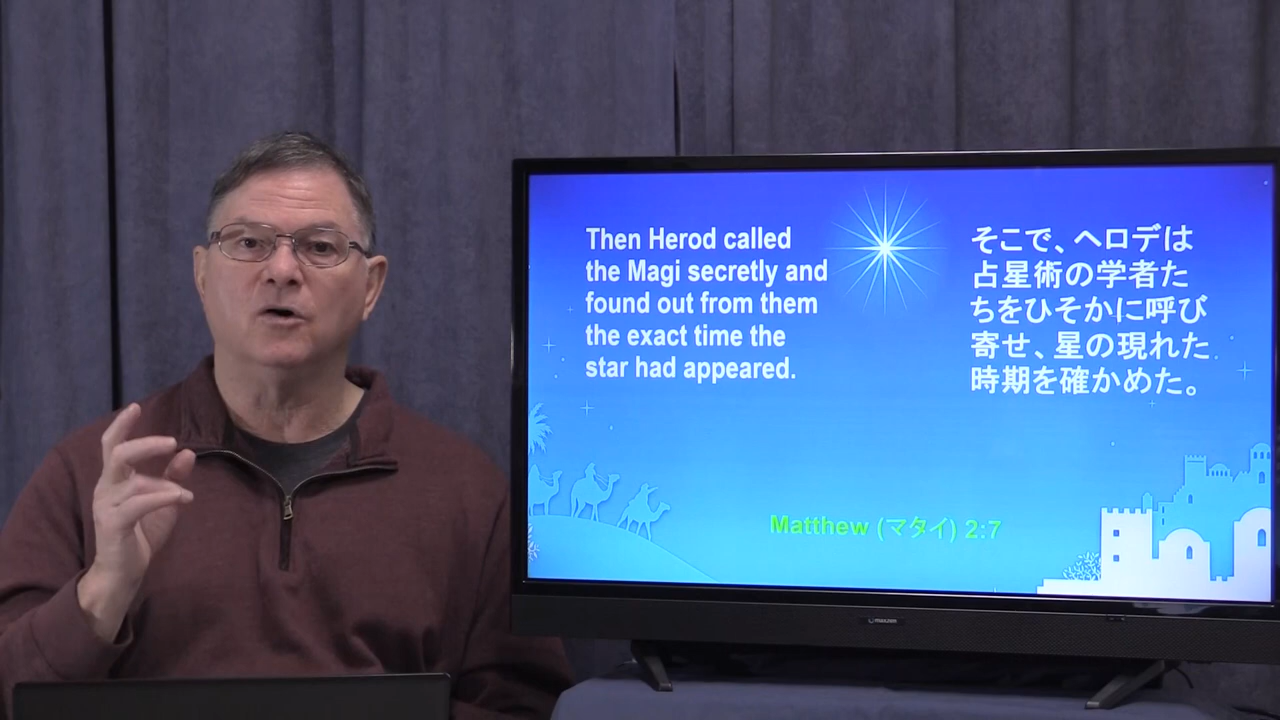 Then Herod called
the Magi secretly and
found out from them
the exact time the
star had appeared.
そこで、ヘロデは
占星術の学者た
ちをひそかに呼び
寄せ、星の現れた
時期を確かめた。
Matthew (マタイ) 2:7